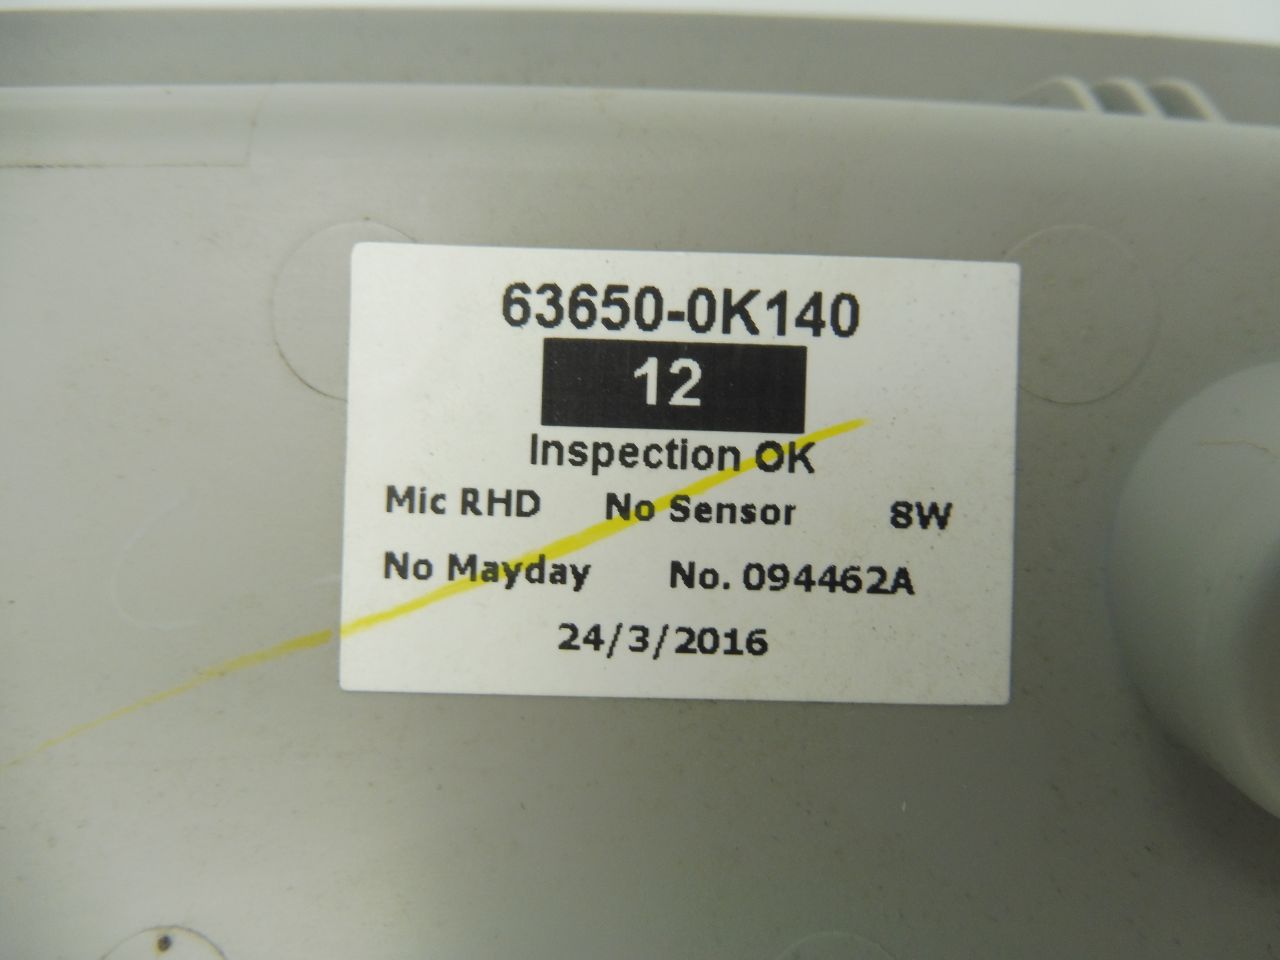 63650-0K140
12
Inspection OK
Mic RHD No Sensor 8W
No Mayday No. 094462A
24/3/2016